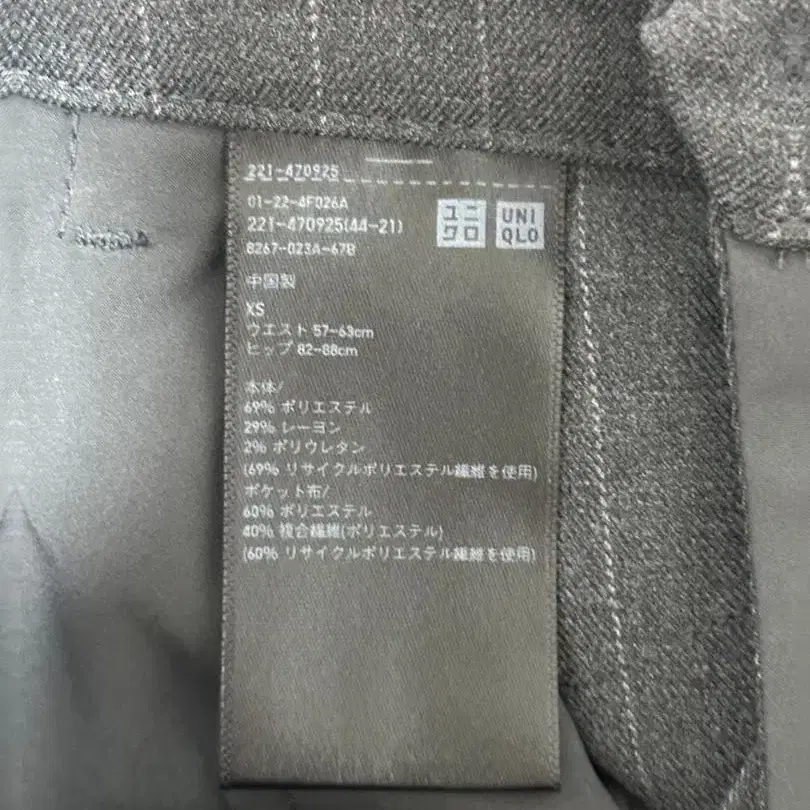 221-470925
01-22-4F026A
221-470925(44-21)
8267-023A-67B
ユニ
クロ
UNI
QLO
中国製
XS
ウエスト 57-63cm
ヒップ 82-88cm
本体/
69% ポリエステル
29% レーヨン
2% ポリウレタン
(69% リサイクルポリエステル繊維を使用)
ポケット布/
60% ポリエステル
40% 複合繊維(ポリエステル)
(60% リサイクルポリエステル繊維を使用)